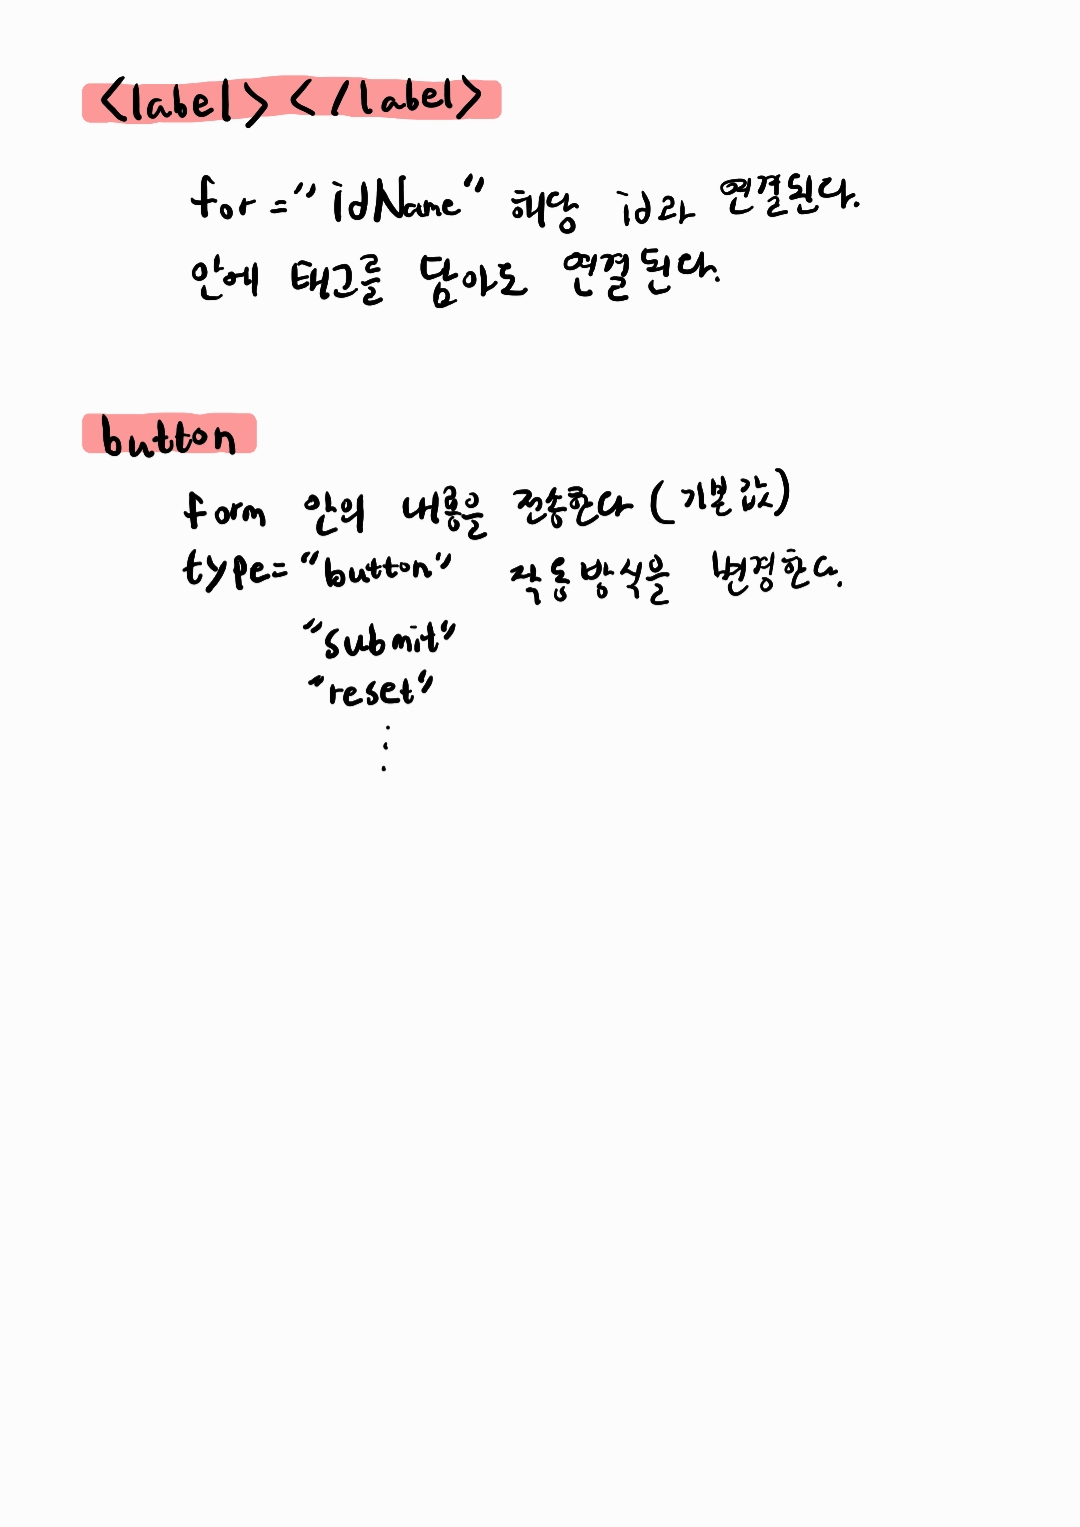 <label></label>
for="idName" 해당 id와 연결된다.
안에 태그를 담아도 연결된다.
button
form 안의 내용을 전송한다 (기본값)
type="button" 작동방식을 변경한다.
"submit"
"reset"
⋮